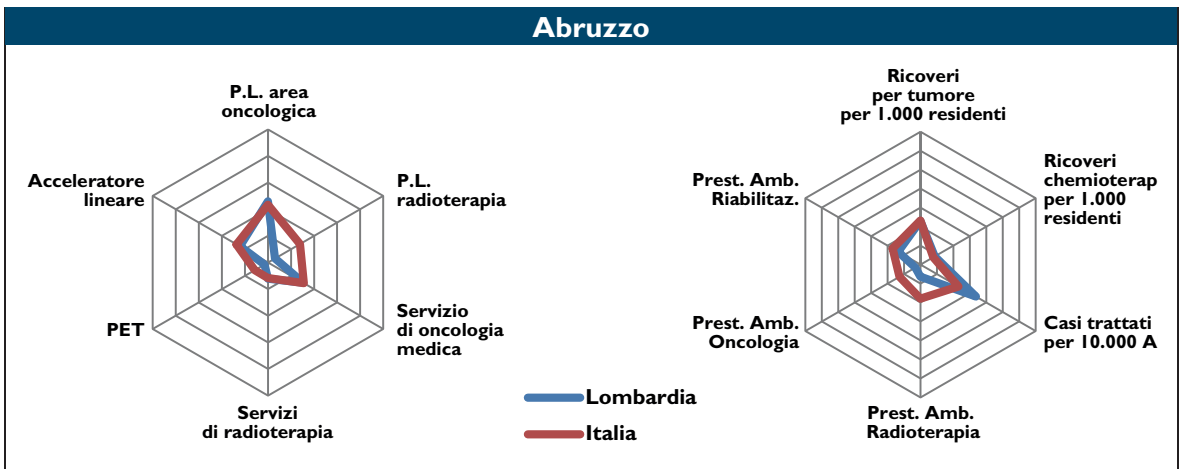 Abruzzo
P.L. area
oncologica
P.L.
radioterapia
Servizio
di oncologia
medica
Servizi
di radioterapia
PET
Acceleratore
lineare
Ricoveri
per tumore
per 1.000 residenti
Ricoveri
chemioterap
per 1.000
residenti
Casi trattati
per 10.000 A
Prest. Amb.
Radioterapia
Prest. Amb.
Oncologia
Prest. Amb.
Riabilitaz.
Lombardia
Italia